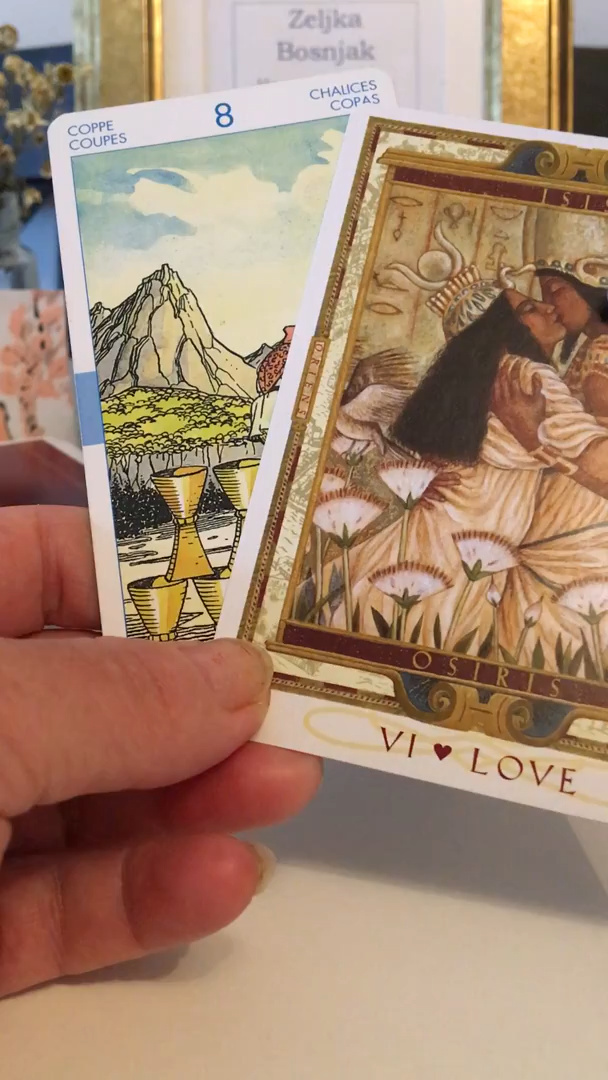 Zeljka
Bosnjak
COPPE
COUPES
8
CHALICES
COPAS
ISIS
OSIRIS
VI ♥ LOVE